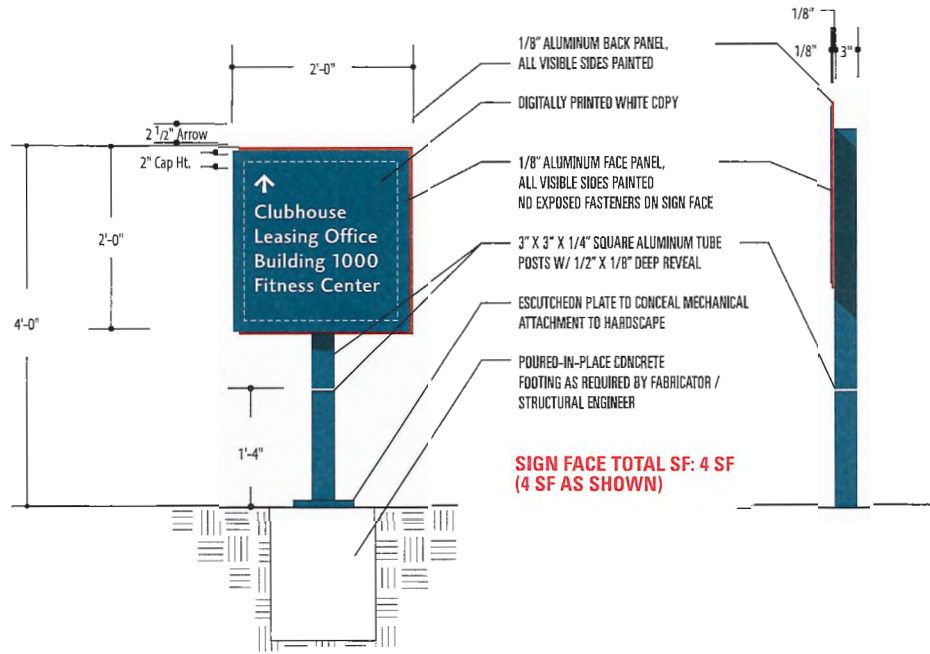 1/8"
1/8"
3"
2'-0"
1/8" ALUMINUM BACK PANEL,
ALL VISIBLE SIDES PAINTED
DIGITALLY PRINTED WHITE COPY
2 1/2" Arrow
2" Cap Ht.
1/8" ALUMINUM FACE PANEL,
ALL VISIBLE SIDES PAINTED
NO EXPOSED FASTENERS ON SIGN FACE
Clubhouse
Leasing Office
Building 1000
Fitness Center
2'-0"
3" X 3" X 1/4" SQUARE ALUMINUM TUBE
POSTS W/ 1/2" X 1/8" DEEP REVEAL
4'-0"
ESCUTCHEON PLATE TO CONCEAL MECHANICAL
ATTACHMENT TO HARDSCAPE
POURED-IN-PLACE CONCRETE
FOOTING AS REQUIRED BY FABRICATOR /
STRUCTURAL ENGINEER
1'-4"
SIGN FACE TOTAL SF: 4 SF
(4 SF AS SHOWN)